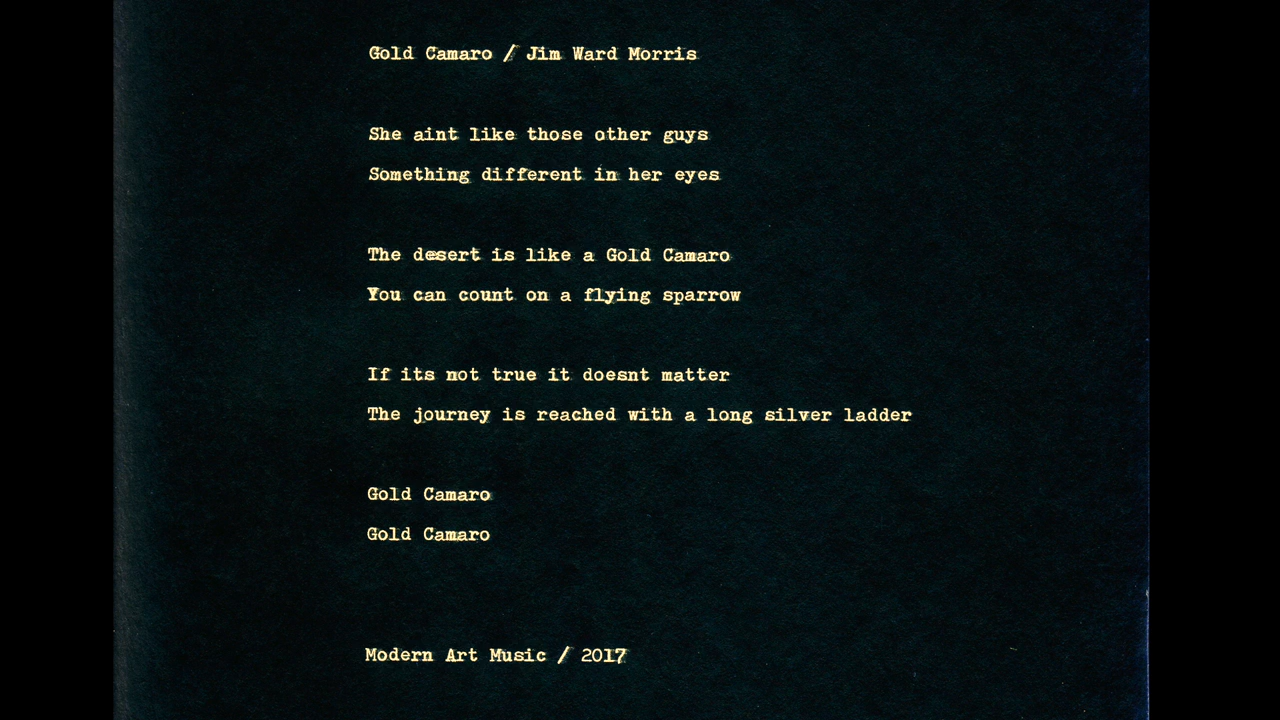 Gold Camaro / Jim Ward Morris
She aint like those other guys
Something different in her eyes
The desert is like a Gold Camaro
You can count on a flying sparrow
If its not true it doesnt matter
The journey is reached with a long silver ladder
Gold Camaro
Gold Camaro
Modern Art Music / 2017